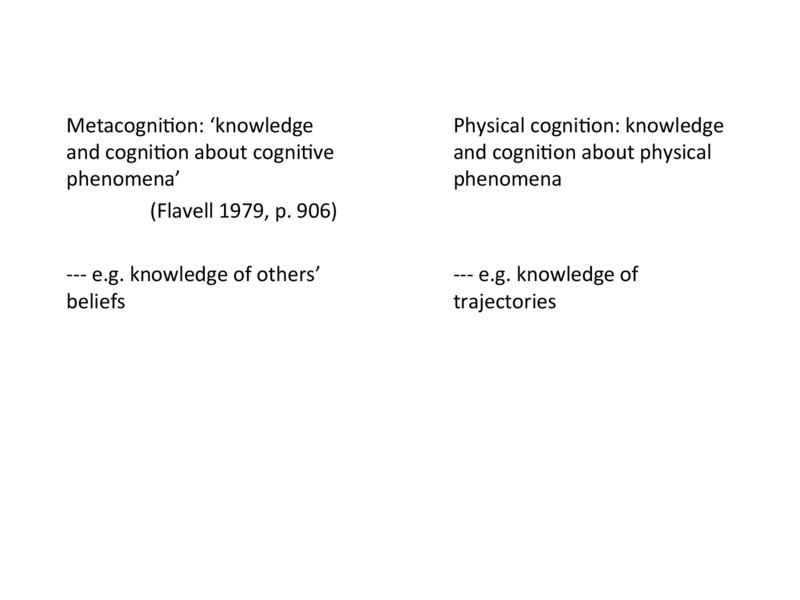 Metacognition: ‘knowledge
and cognition about cognitive
phenomena’
(Flavell 1979, p. 906)
--- e.g. knowledge of others’
beliefs
Physical cognition: knowledge
and cognition about physical
phenomena
--- e.g. knowledge of
trajectories